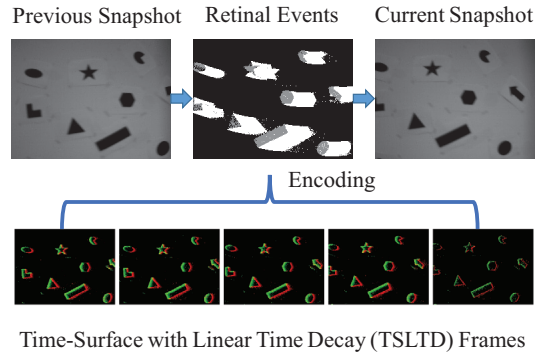 Previous Snapshot
Retinal Events
Current Snapshot
Encoding
Time-Surface with Linear Time Decay (TSLTD) Frames